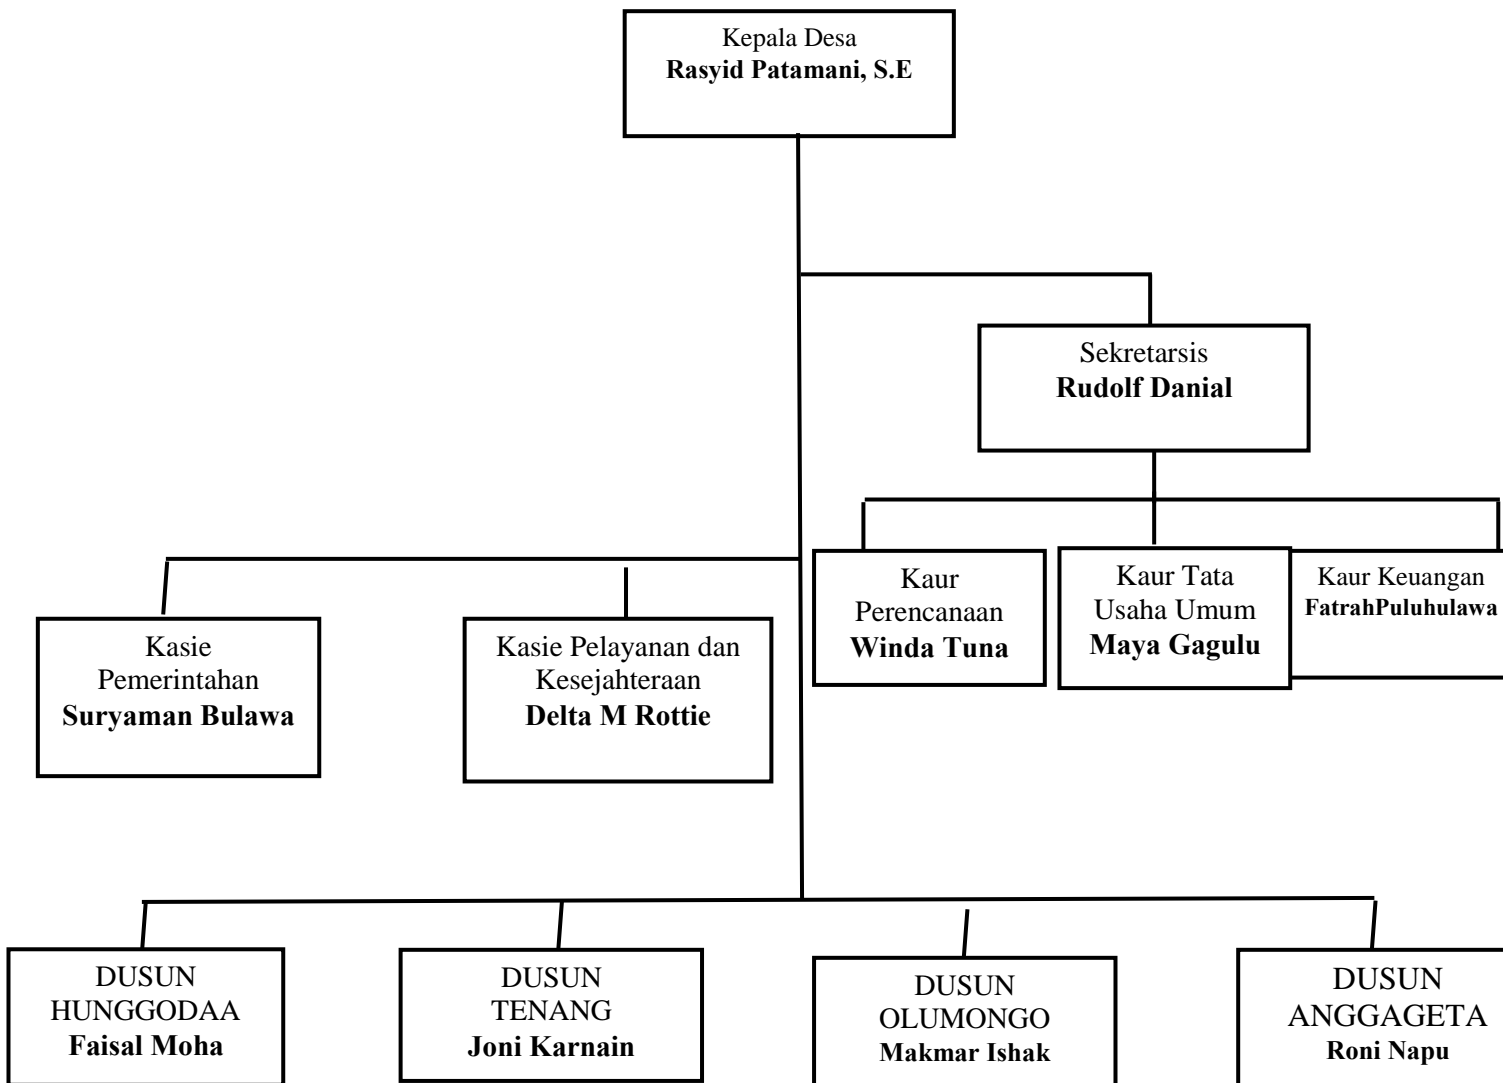 Kepala Desa
Rasyid Patamani, S.E
Sekretarsis
Rudolf Danial
Kaur
Perencanaan
Winda Tuna
Kaur Tata
Usaha Umum
Maya Gagulu
Kaur Keuangan
FatrahPuluhulawa
Kasie
Pemerintahan
Suryaman Bulawa
Kasie Pelayanan dan
Kesejahteraan
Delta M Rottie
DUSUN
HUNGGODAA
Faisal Moha
DUSUN
TENANG
Joni Karnain
DUSUN
OLUMONGO
Makmar Ishak
DUSUN
ANGGAGETA
Roni Napu